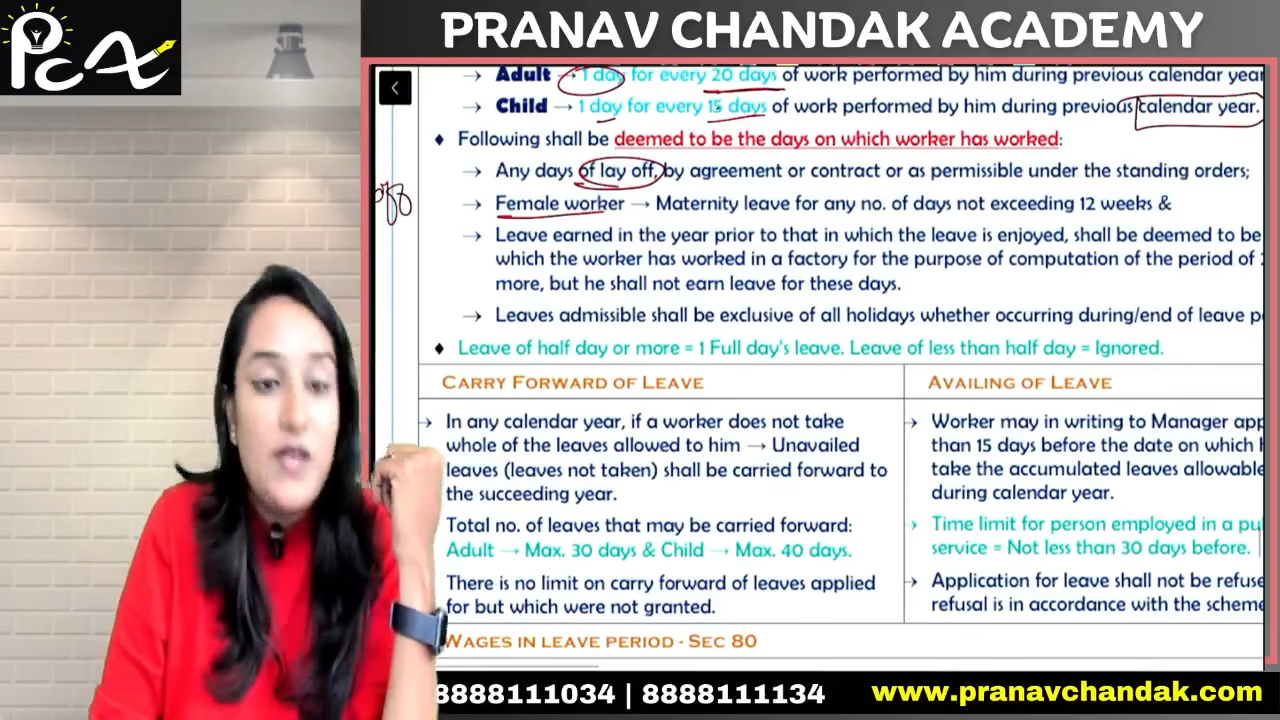 PCA
PRANAV CHANDAK ACADEMY
→ Adult → 1 day for every 20 days of work performed by him during previous calendar year
→ Child → 1 day for every 15 days of work performed by him during previous calendar year.
♦ Following shall be deemed to be the days on which worker has worked:
→ Any days of lay off, by agreement or contract or as permissible under the standing orders;
→ Female worker → Maternity leave for any no. of days not exceeding 12 weeks &
→ Leave earned in the year prior to that in which the leave is enjoyed, shall be deemed to be
which the worker has worked in a factory for the purpose of computation of the period of
more, but he shall not earn leave for these days.
→ Leaves admissible shall be exclusive of all holidays whether occurring during/end of leave
♦ Leave of half day or more = 1 Full day's leave. Leave of less than half day = Ignored.
CARRY FORWARD OF LEAVE
→ In any calendar year, if a worker does not take
whole of the leaves allowed to him → Unavailed
leaves (leaves not taken) shall be carried forward to
the succeeding year.
Total no. of leaves that may be carried forward:
Adult → Max. 30 days & Child → Max. 40 days.
There is no limit on carry forward of leaves applied
for but which were not granted.
AVAILING OF LEAVE
→ Worker may in writing to Manager
than 15 days before the date on which
take the accumulated leaves allowable
during calendar year.
→ Time limit for person employed in a
service = Not less than 30 days before.
→ Application for leave shall not be
refusal is in accordance with the scheme
WAGES IN LEAVE PERIOD - SEC 80
8888111034 | 8888111134
www.pranavchandak.com